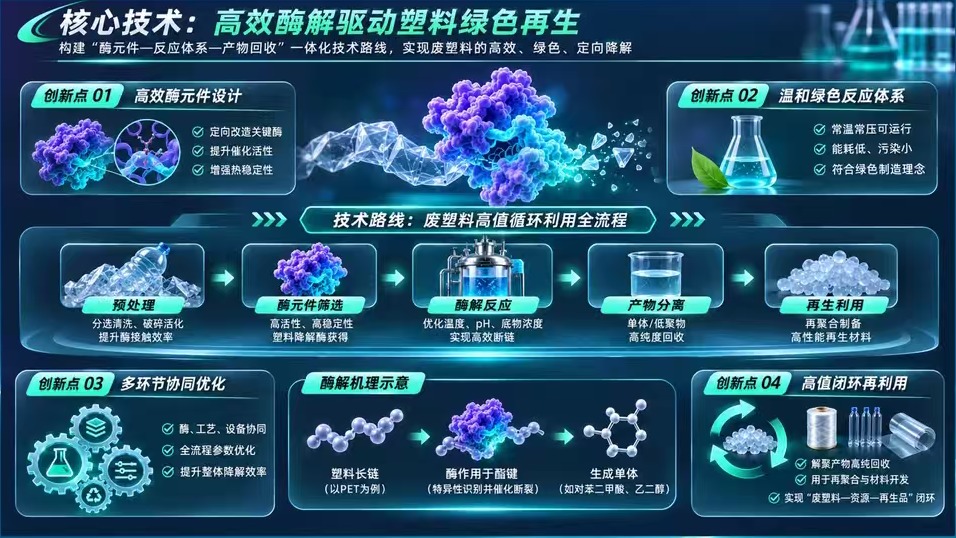 核心技术：高效酶解驱动塑料绿色再生
构建“酶元件—反应体系—产物回收”一体化技术路线，实现废塑料的高效、绿色、定向降解
创新点 01 高效酶元件设计
定向改造关键酶
提升催化活性
增强热稳定性
创新点 02 温和绿色反应体系
常温常压可运行
能耗低、污染小
符合绿色制造理念
技术路线：废塑料高值循环利用全流程
预处理
分选清洗、破碎活化
提升酶接触效率
酶元件筛选
高活性、高稳定性
塑料降解酶获得
酶解反应
优化温度、pH、底物浓度
实现高效断链
产物分离
单体/低聚物
高纯度回收
再生利用
再聚合制备
高性能再生材料
创新点 03 多环节协同优化
酶、工艺、设备协同
全流程参数优化
提升整体降解效率
酶解机理示意
塑料长链
（以PET为例）
酶作用于酯键
（特异性识别并催化断裂）
生成单体
（如对苯二甲酸、乙二醇）
创新点 04 高值闭环再利用
解聚产物高纯回收
用于再聚合与材料开发
实现“废塑料—资源—再生品”闭环